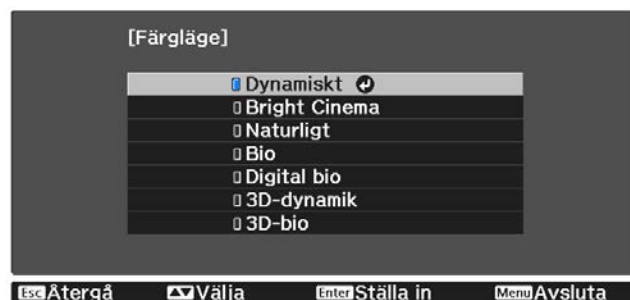 [Färgläge]
Dynamiskt
Bright Cinema
Naturligt
Bio
Digital bio
3D-dynamik
3D-bio
Esc Återgå Välja Enter Ställa in Menu Avsluta